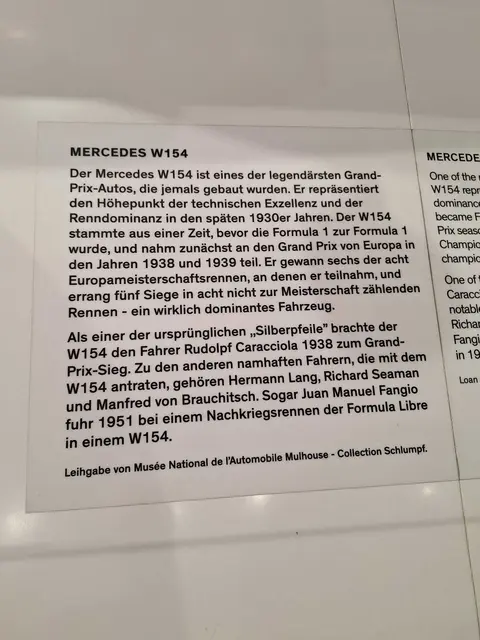 MERCEDES W154
Der Mercedes W154 ist eines der legendärsten Grand-
Prix-Autos, die jemals gebaut wurden. Er repräsentiert
den Höhepunkt der technischen Exzellenz und der
Renndominanz in den späten 1930er Jahren. Der W154
stammte aus einer Zeit, bevor die Formula 1 zur Formula 1
wurde, und nahm zunächst an den Grand Prix von Europa in
den Jahren 1938 und 1939 teil. Er gewann sechs der acht
Europameisterschaftsrennen, an denen er teilnahm, und
errang fünf Siege in acht nicht zur Meisterschaft zählenden
Rennen - ein wirklich dominantes Fahrzeug.
Als einer der ursprünglichen „Silberpfeile” brachte der
W154 den Fahrer Rudolpf Caracciola 1938 zum Grand-
Prix-Sieg. Zu den anderen namhaften Fahrern, die mit dem
W154 antraten, gehören Hermann Lang, Richard Seaman
und Manfred von Brauchitsch. Sogar Juan Manuel Fangio
fuhr 1951 bei einem Nachkriegsrennen der Formula Libre
in einem W154.
Leihgabe von Musée National de l'Automobile Mulhouse - Collection Schlumpf.
MERCEDE
One of the
W154 repr
dominance
became F
Prix seas
Champio
champic
One of t
Caracci
notabl
Richar
Fangi
in 19
Loan